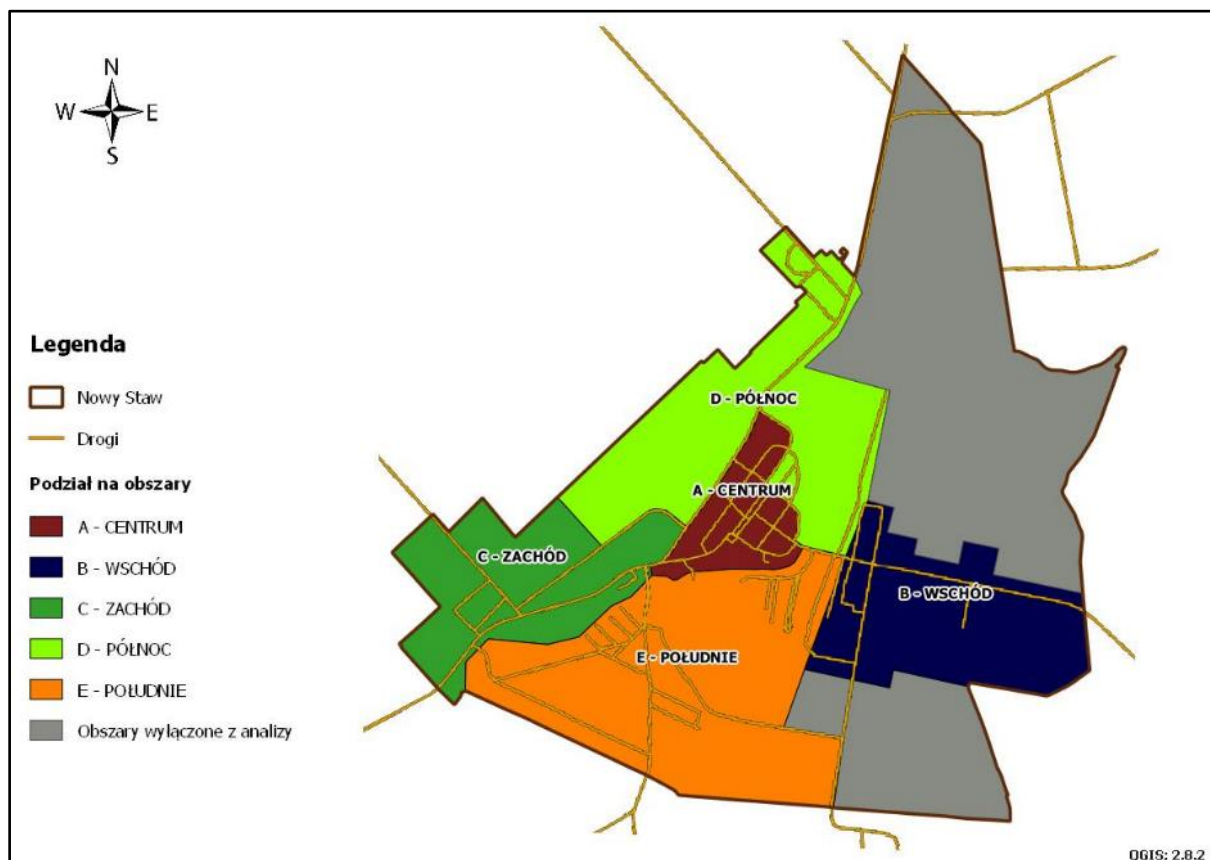 N
W E
S
Legenda
Nowy Staw
Drogi
Podział na obszary
A - CENTRUM
B - WSCHÓD
C - ZACHÓD
D - PÓŁNOC
E - POŁUDNIE
Obszary wyłączone z analizy
D - PÓŁNOC
A - CENTRUM
C - ZACHÓD
B - WSCHÓD
E - POŁUDNIE
QGIS: 2.8.2